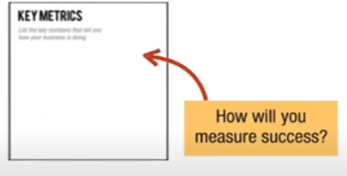 KEY METRICS
List the key numbers that tell you
how your business is doing
How will you
measure success?